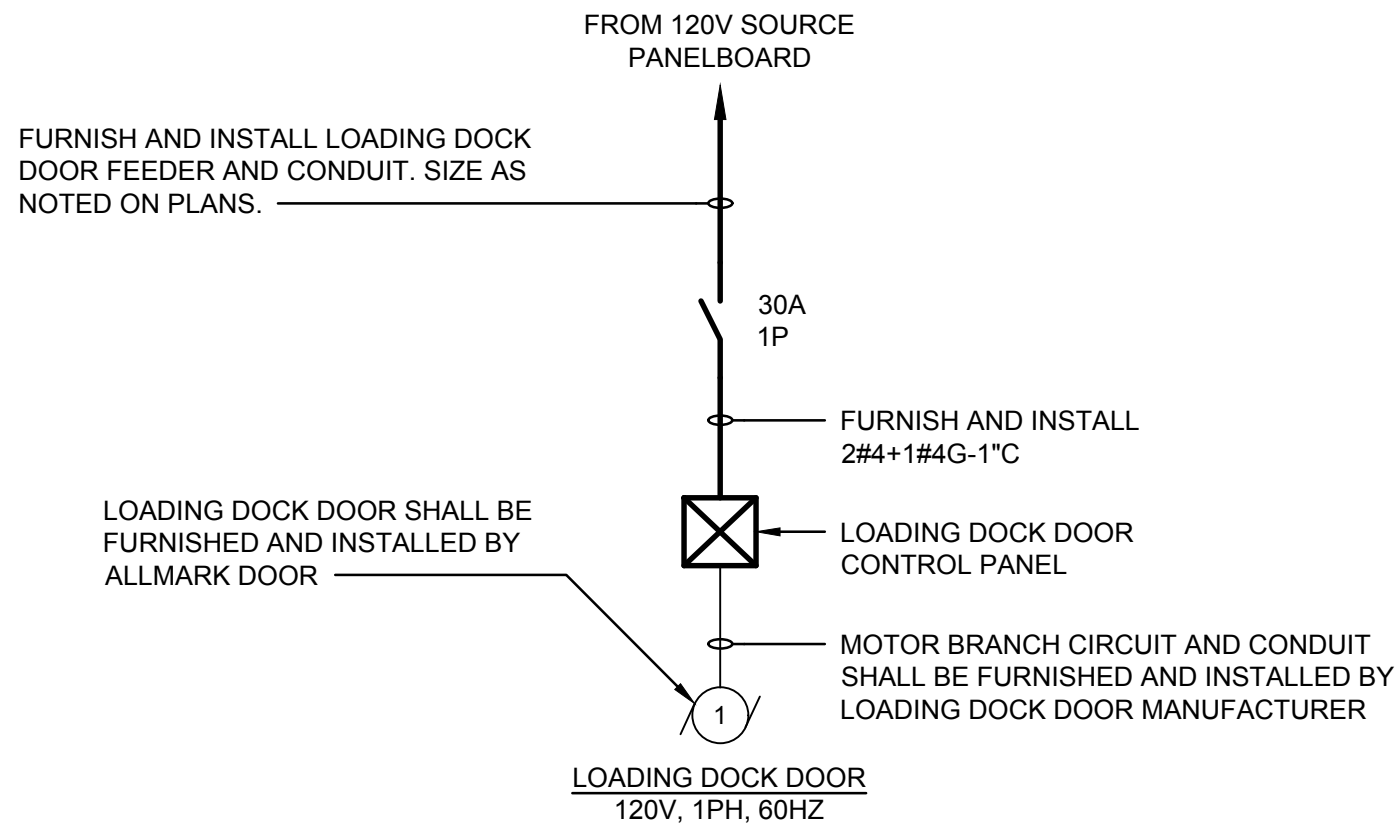 FROM 120V SOURCE
PANELBOARD
FURNISH AND INSTALL LOADING DOCK
DOOR FEEDER AND CONDUIT. SIZE AS
NOTED ON PLANS.
30A
1P
FURNISH AND INSTALL
2#4+1#4G-1"C
LOADING DOCK DOOR SHALL BE
FURNISHED AND INSTALLED BY
ALLMARK DOOR
LOADING DOCK DOOR
CONTROL PANEL
MOTOR BRANCH CIRCUIT AND CONDUIT
SHALL BE FURNISHED AND INSTALLED BY
LOADING DOCK DOOR MANUFACTURER
1
LOADING DOCK DOOR
120V, 1PH, 60HZ